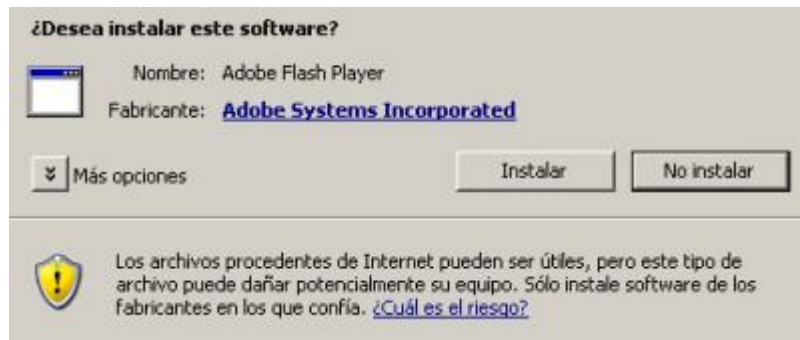 ¿Desea instalar este software?
Nombre: Adobe Flash Player
Fabricante: Adobe Systems Incorporated
Más opciones
Instalar
No instalar
Los archivos procedentes de Internet pueden ser útiles, pero este tipo de
archivo puede dañar potencialmente su equipo. Sólo instale software de los
fabricantes en los que confía. ¿Cuál es el riesgo?